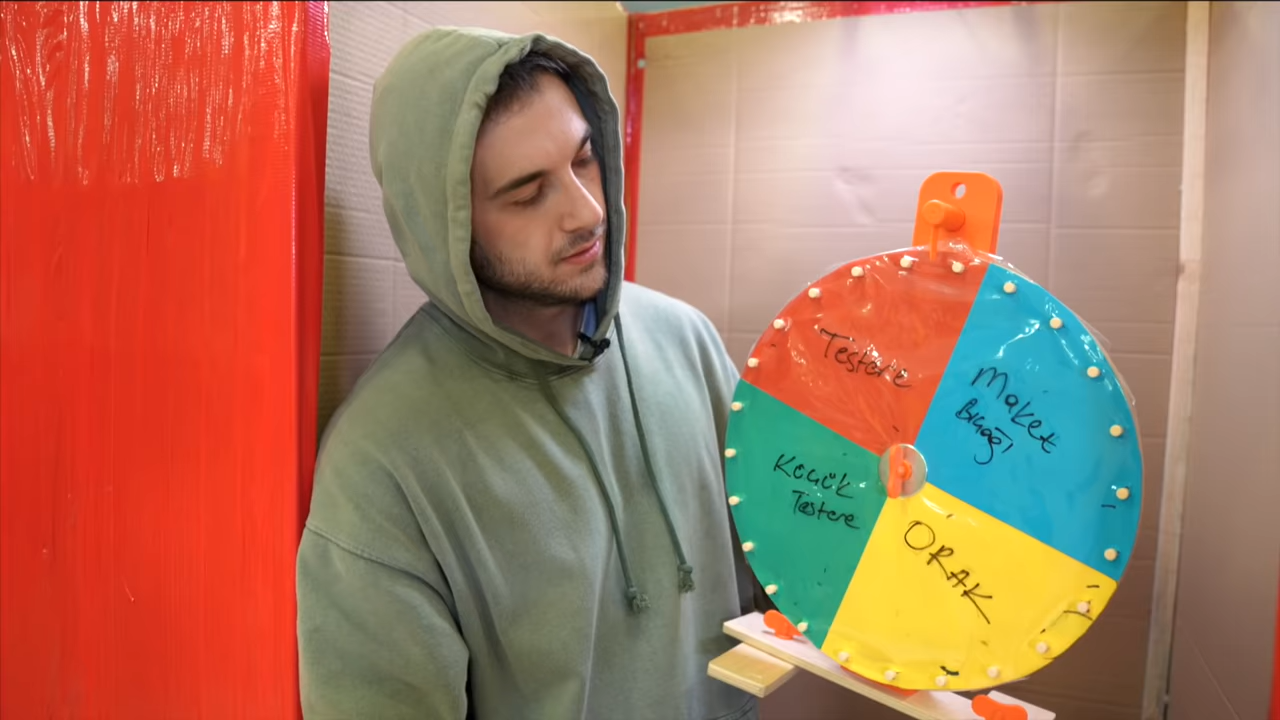 Testere
Maket
Bıçağı
Küçük
Testere
ORAK